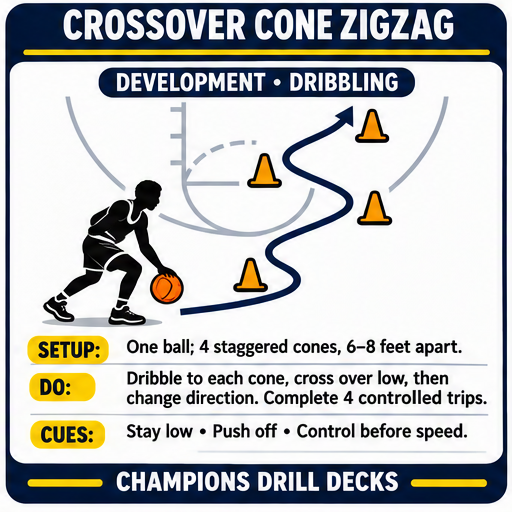 CROSSOVER CONE ZIGZAG
DEVELOPMENT • DRIBBLING
SETUP: One ball; 4 staggered cones, 6–8 feet apart.
DO: Dribble to each cone, cross over low, then
change direction. Complete 4 controlled trips.
CUES: Stay low • Push off • Control before speed.
CHAMPIONS DRILL DECKS